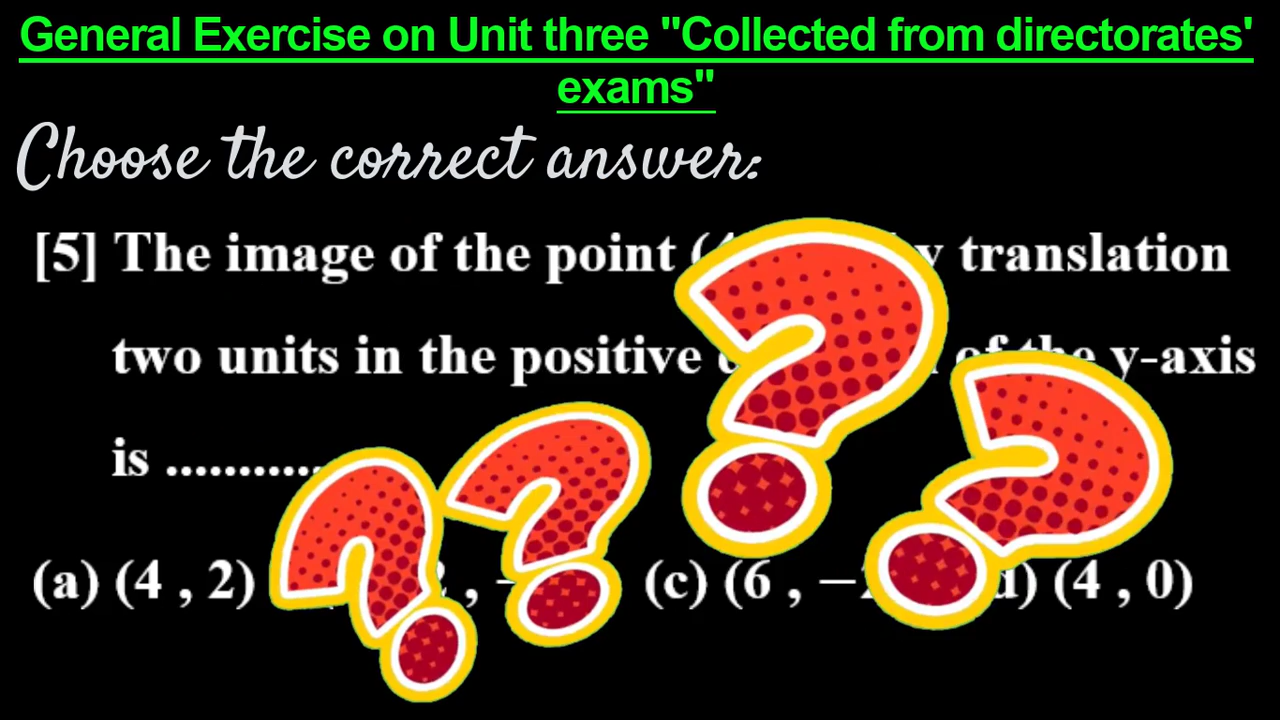 General Exercise on Unit three "Collected from directorates'
exams"
Choose the correct answer:
[5] The image of the point (4 translation
two units in the positive of the y-axis
is ............
(a) (4 , 2) , – (c) (6 , – d) (4 , 0)